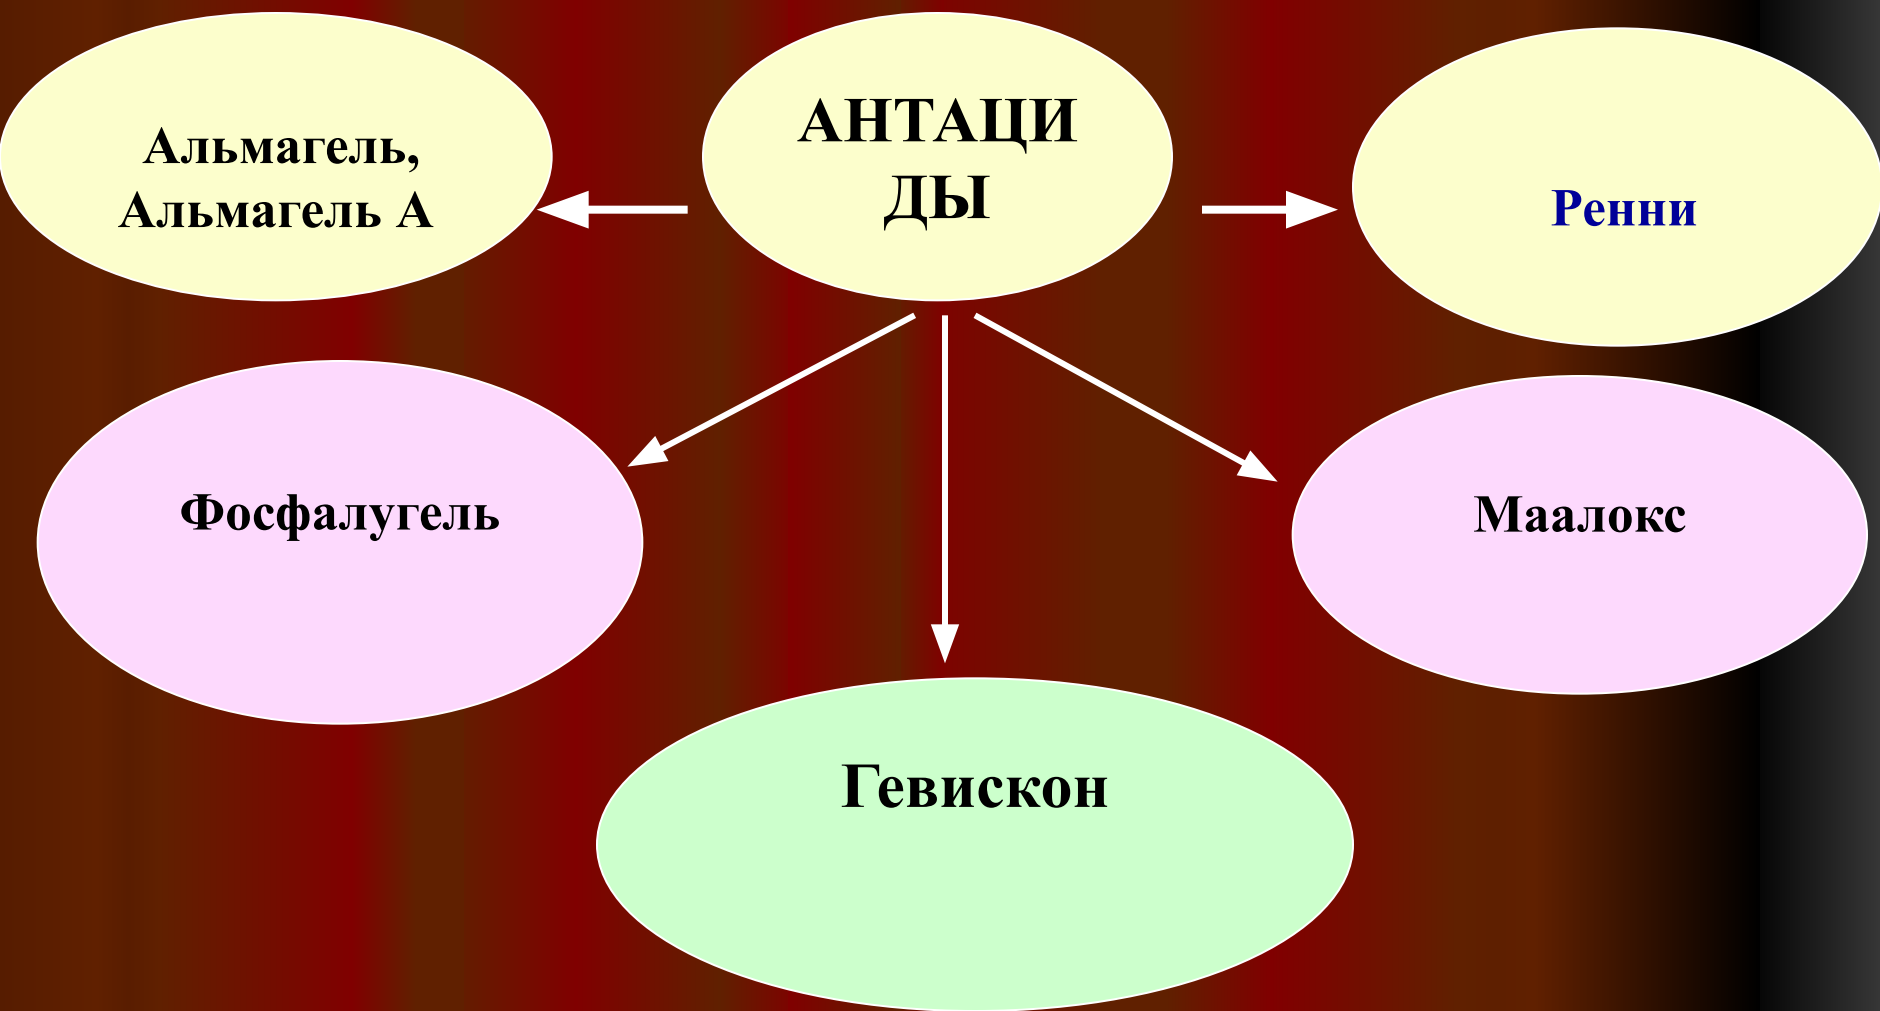 Альмагель,
Альмагель А
АНТАЦИ
ДЫ
Ренни
Фосфалугель
Маалокс
Гевискон